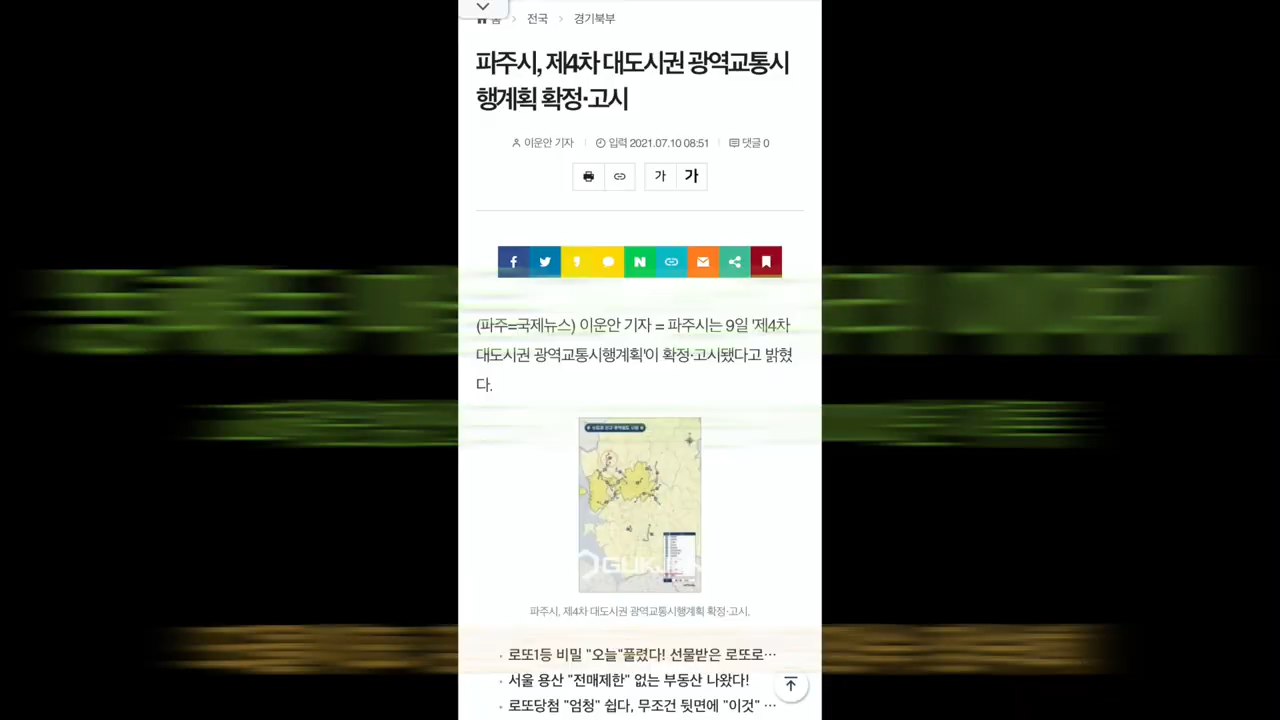 홈 > 전국 > 경기북부
파주시, 제4차 대도시권 광역교통시
행계획 확정·고시
이운안 기자 입력 2021.07.10 08:51 댓글 0
가 가
(파주=국제뉴스) 이운안 기자 = 파주시는 9일 '제4차
대도시권 광역교통시행계획'이 확정·고시됐다고 밝혔
다.
파주시, 제4차 대도시권 광역교통시행계획 확정·고시.
· 로또1등 비밀 "오늘"풀렸다! 선물받은 로또로…
· 서울 용산 "전매제한" 없는 부동산 나왔다!
· 로또당첨 "엄청" 쉽다, 무조건 뒷면에 "이것" …